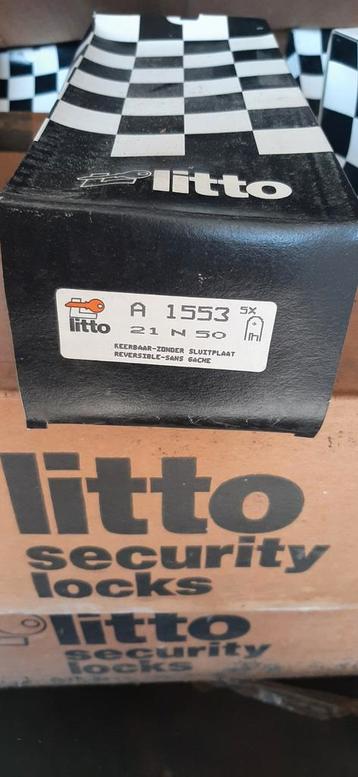 litto
litto
A 1553 5X
21 N 50
KEERBAAR-ZONDER SLUITPLAAT
REVERSIBLE-SANS GACHE
litto
security
locks
litto
security
locks